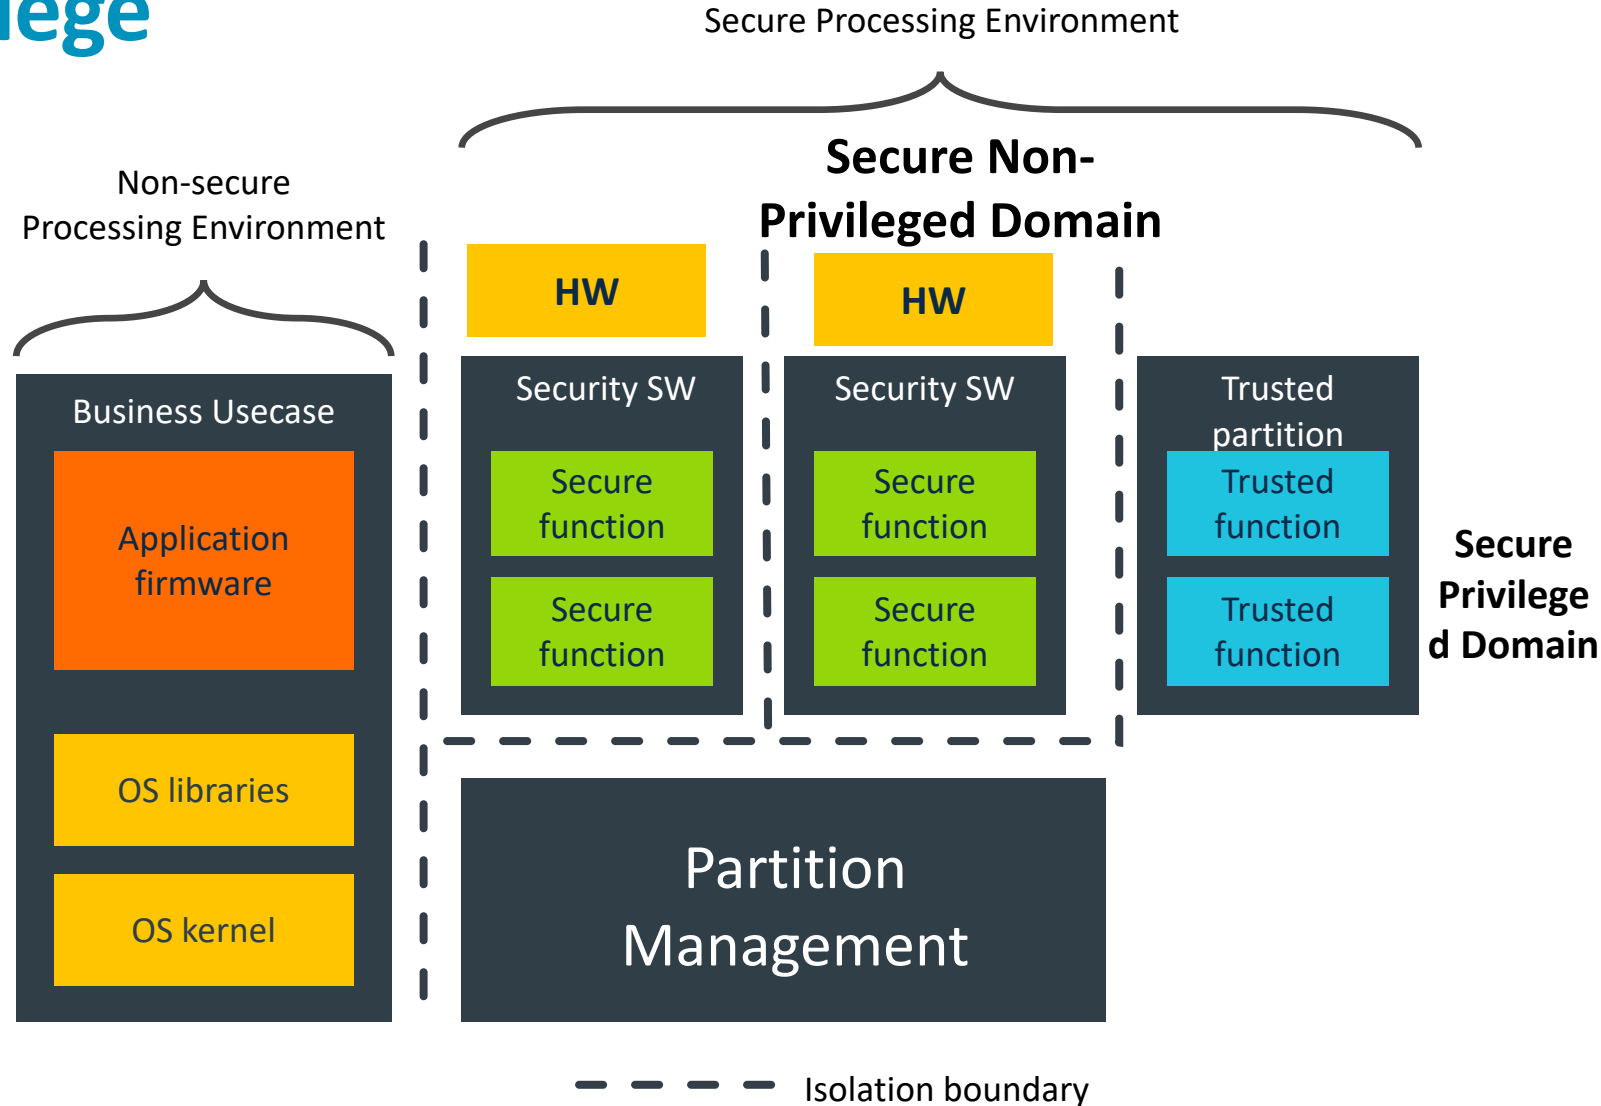 lege
Secure Processing Environment
Non-secure
Processing Environment
Secure Non-
Privileged Domain
HW
HW
Business Usecase
Application
firmware
OS libraries
OS kernel
Security SW
Secure
function
Secure
function
Security SW
Secure
function
Secure
function
Trusted
partition
Trusted
function
Trusted
function
Secure
Privilege
d Domain
Partition
Management
Isolation boundary